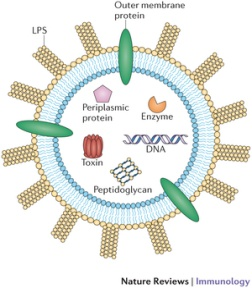 Outer membrane
protein
LPS
Periplasmic
protein
Enzyme
Toxin
DNA
Peptidoglycan
Nature Reviews | Immunology